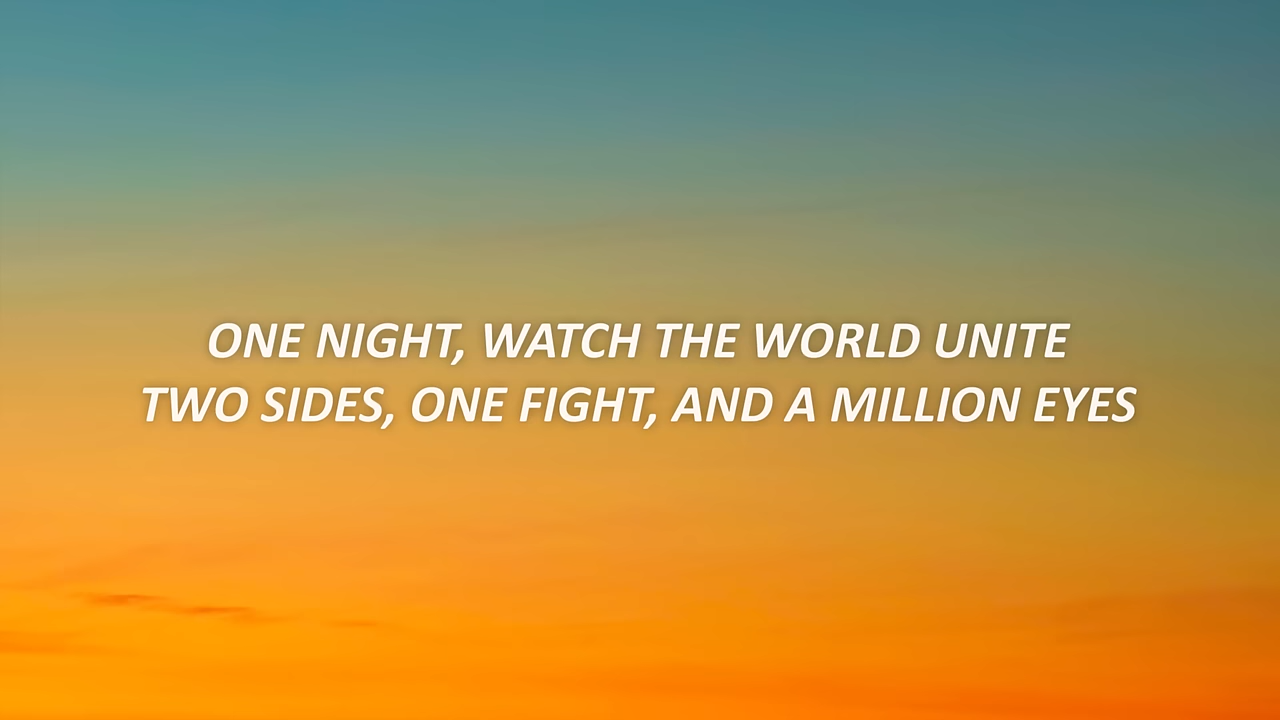 ONE NIGHT, WATCH THE WORLD UNITE
TWO SIDES, ONE FIGHT, AND A MILLION EYES